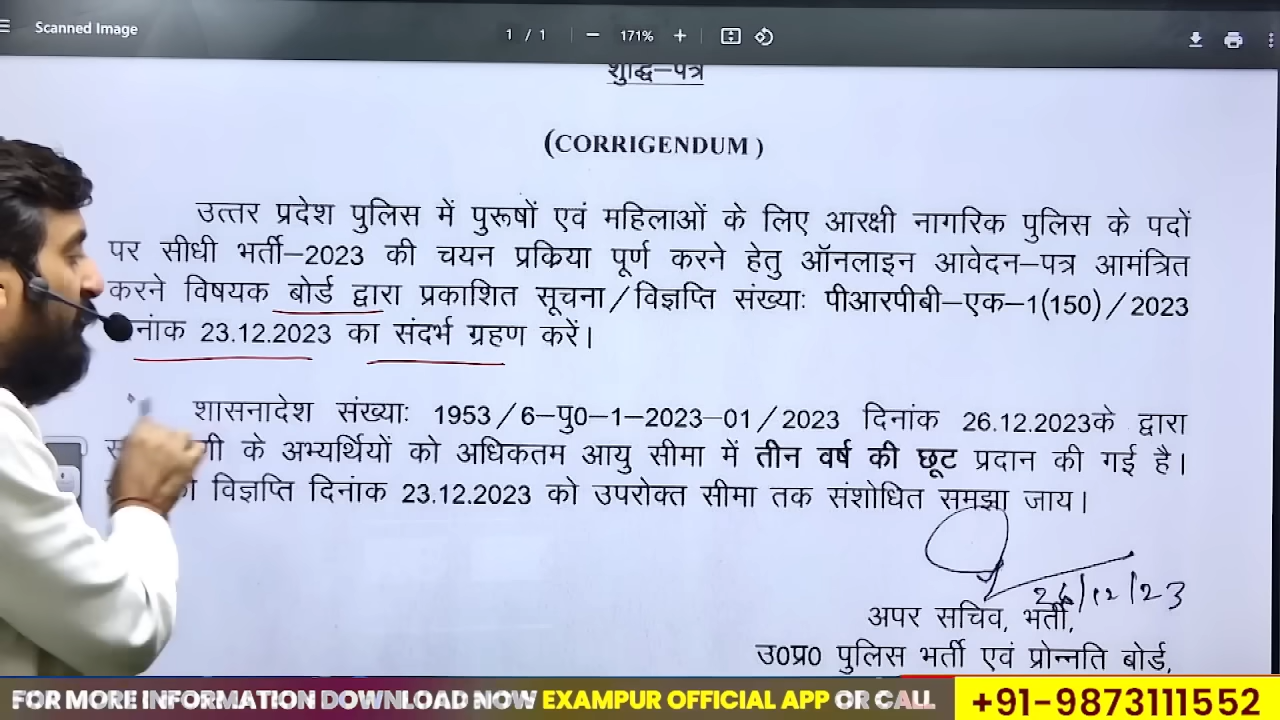 Scanned Image
1 / 1 − 171% +
शुद्धि–पत्र
(CORRIGENDUM )
उत्तर प्रदेश पुलिस में पुरूषों एवं महिलाओं के लिए आरक्षी नागरिक पुलिस के पदों
पर सीधी भर्ती–2023 की चयन प्रक्रिया पूर्ण करने हेतु ऑनलाइन आवेदन–पत्र आमंत्रित
करने विषयक बोर्ड द्वारा प्रकाशित सूचना/विज्ञप्ति संख्याः पीआरपीबी–एक–1(150)/2023
23.12.2023 का संदर्भ ग्रहण करें।
शासनादेश संख्याः 1953/6–पु0–1–2023–01/2023 दिनांक 26.12.2023के द्वारा
के अभ्यर्थियों को अधिकतम आयु सीमा में तीन वर्ष की छूट प्रदान की गई है।
विज्ञप्ति दिनांक 23.12.2023 को उपरोक्त सीमा तक संशोधित समझा जाय।
26/12/23
अपर सचिव, भर्ती,
उ0प्र0 पुलिस भर्ती एवं प्रोन्नति बोर्ड,
FOR MORE INFORMATION DOWNLOAD NOW EXAMPUR OFFICIAL APP OR CALL +91-9873111552